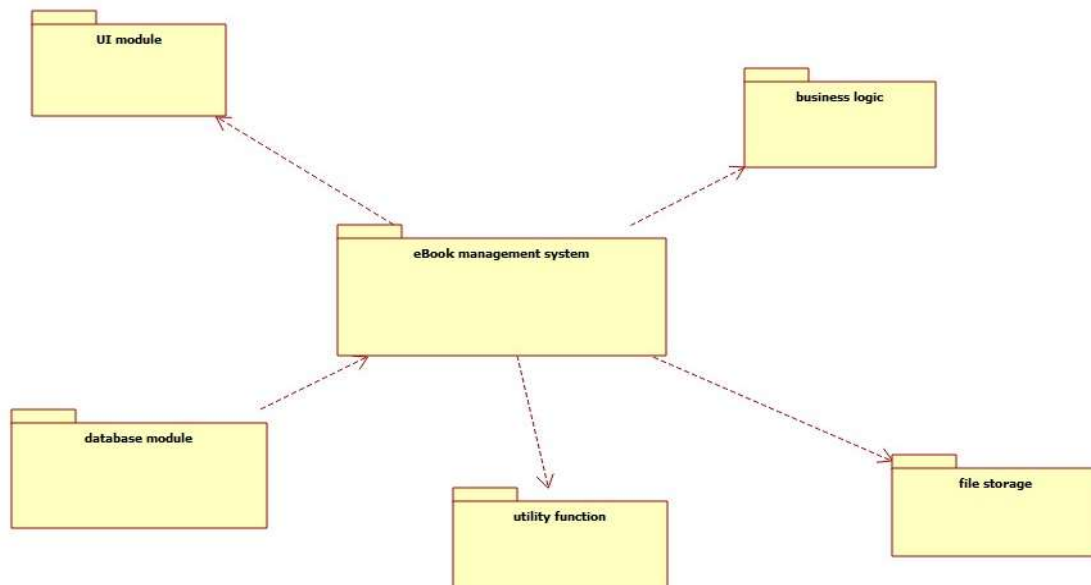 UI module
business logic
eBook management system
database module
file storage
utility function